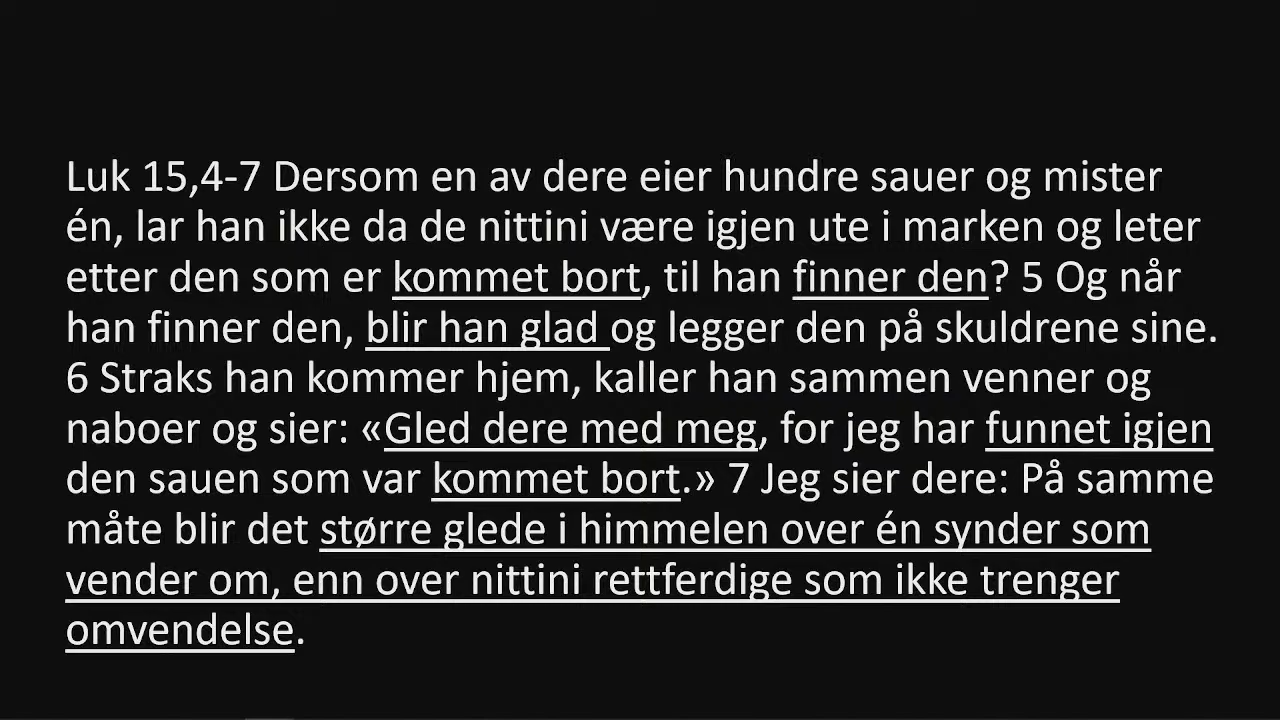 Luk 15,4-7 Dersom en av dere eier hundre sauer og mister
én, lar han ikke da de nittini være igjen ute i marken og leter
etter den som er kommet bort, til han finner den? 5 Og når
han finner den, blir han glad og legger den på skuldrene sine.
6 Straks han kommer hjem, kaller han sammen venner og
naboer og sier: «Gled dere med meg, for jeg har funnet igjen
den sauen som var kommet bort.» 7 Jeg sier dere: På samme
måte blir det større glede i himmelen over én synder som
vender om, enn over nittini rettferdige som ikke trenger
omvendelse.